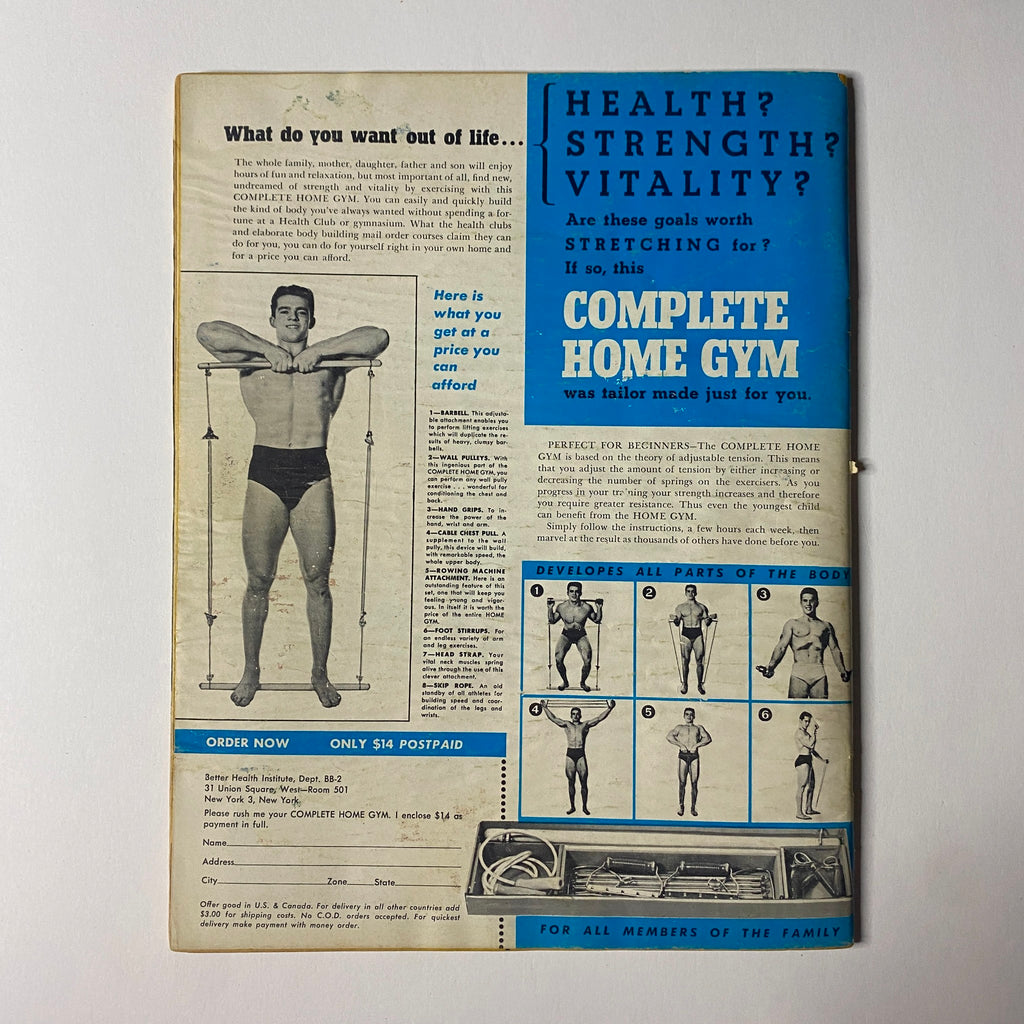 What do you want out of life...
HEALTH?
STRENGTH?
VITALITY?
Are these goals worth
STRETCHING for?
If so, this
COMPLETE
HOME GYM
was tailor made just for you.
The whole family, mother, daughter, father and son will enjoy
hours of fun and relaxation, but most important of all, find new,
undreamed of strength and vitality by exercising with this
COMPLETE HOME GYM. You can easily and quickly build
the kind of body you've always wanted without spending a for-
tune at a Health Club or gymnasium. What the health clubs
and elaborate body building mail order courses claim they can
do for you, you can do for yourself right in your own home and
for a price you can afford.
Here is
what you
get at a
price you
can
afford
1—BARBELL. This adjusta-
ble attachment enables you
to perform lifting exercises
which will duplicate the re-
sults of heavy, clumsy bar-
bells.
2—WALL PULLEYS. With
this ingenious part of the
COMPLETE HOME GYM, you
can perform any wall pully
exercise . . . wonderful for
conditioning the chest and
back.
3—HAND GRIPS. To in-
crease the power of the
hand, wrist and arm.
4—CABLE CHEST PULL. A
supplement to the wall
pully, this device will build,
with remarkable speed, the
whole upper body.
5—ROWING MACHINE
ATTACHMENT. Here is an
outstanding feature of this
set, one that will keep you
feeling young and vigor-
ous. In itself it is worth the
price of the entire HOME
GYM.
6—FOOT STIRRUPS. For
an endless variety of arm
and leg exercises.
7—HEAD STRAP. Your
vital neck muscles spring
alive through the use of this
clever attachment.
8—SKIP ROPE. An old
standby of all athletes for
building speed and coor-
dination of the legs and
wrists.
PERFECT FOR BEGINNERS—The COMPLETE HOME
GYM is based on the theory of adjustable tension. This means
that you adjust the amount of tension by either increasing or
decreasing the number of springs on the exercisers. As you
progress in your training your strength increases and therefore
you require greater resistance. Thus even the youngest child
can benefit from the HOME GYM.
Simply follow the instructions, a few hours each week, then
marvel at the result as thousands of others have done before you.
DEVELOPES ALL PARTS OF THE BODY
1
2
3
4
5
6
ORDER NOW ONLY $14 POSTPAID
Better Health Institute, Dept. BB-2
31 Union Square, West—Room 501
New York 3, New York
Please rush me your COMPLETE HOME GYM. I enclose $14 as
payment in full.
Name
Address
City Zone State
Offer good in U.S. & Canada. For delivery in all other countries add
$3.00 for shipping costs. No C.O.D. orders accepted. For quickest
delivery make payment with money order.
FOR ALL MEMBERS OF THE FAMILY